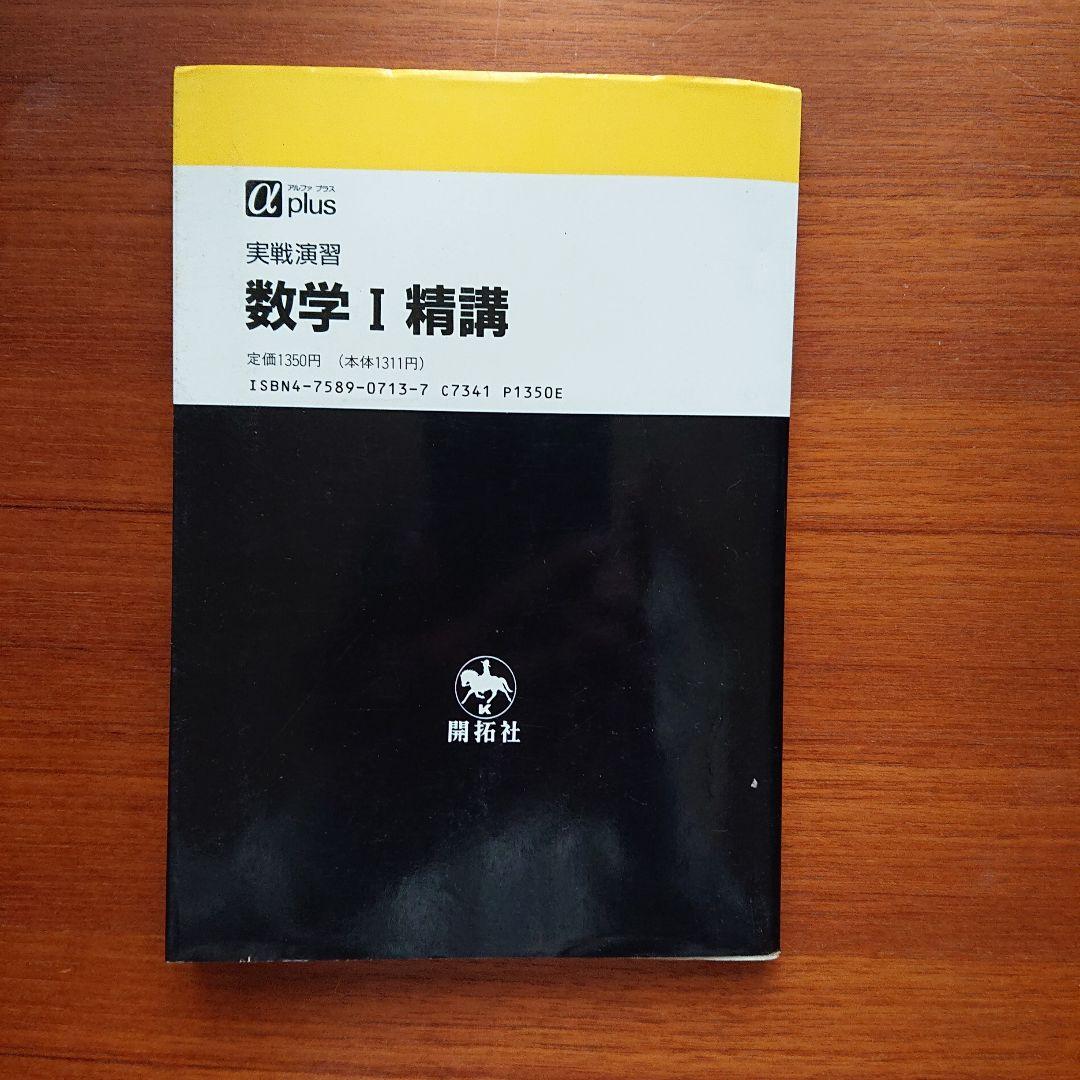 α アルファ プラス
plus
実戦演習
数学 I 精講
定価1350円 （本体1311円）
ISBN4-7589-0713-7 C7341 P1350E
K
開拓社